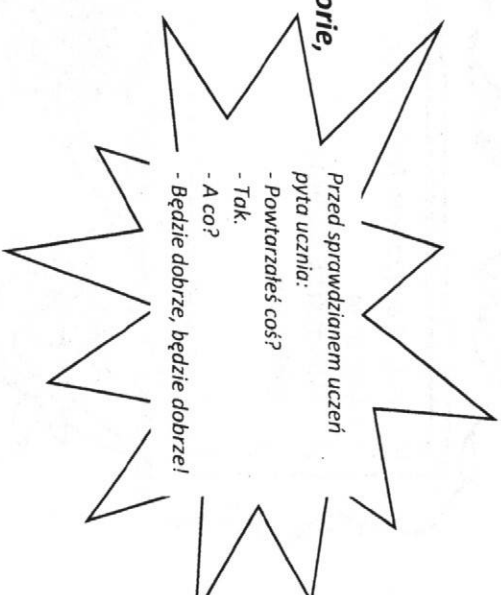 orie,
Przed sprawdzianem uczeń
pyta ucznia:
- Powtarzałeś coś?
- Tak.
- A co?
- Będzie dobrze, będzie dobrze!